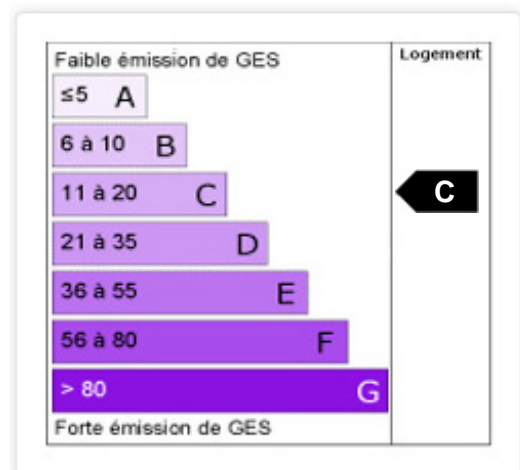 Faible émission de GES
Logement
≤5 A
6 à 10 B
11 à 20 C
C
21 à 35 D
36 à 55 E
56 à 80 F
> 80 G
Forte émission de GES